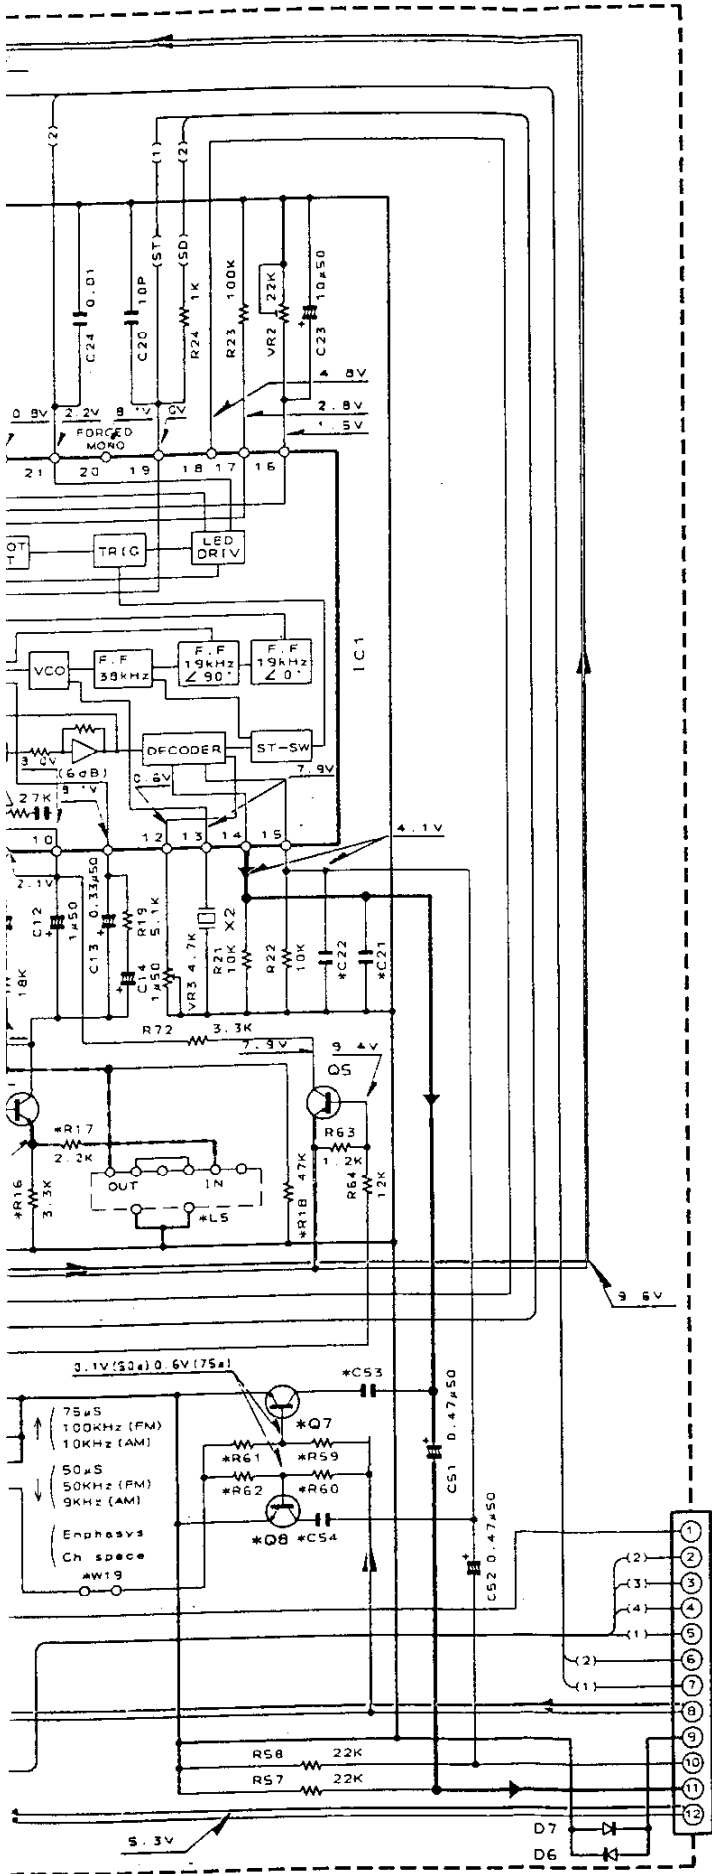 (2)
(1)
(2)
(ST)
(SD)
0.01
C24
10P
C20
1K
R24
100K
R23
22K
VR2
10µ50
C23
4.8V
2.8V
1.5V
0.8V
2.2V
FORCED
MONO
21
20
19
18
17
16
OT
T
TRIG
LED
DRIV
VCO
F.F
38kHz
F.F
19kHz
∠90°
F.F
19kHz
∠0°
IC1
DECODER
ST-SW
(6dB)
0.6V
7.9V
27K
10
12
13
14
15
4.1V
2.1V
C12
1µ50
C13
0.33µ50
R19
5.1K
C14
1µ50
VR3 4.7K
X2
R21
10K
R22
10K
*C22
*C21
18K
R72
3.3K
7.9V
9.4V
Q5
*R17
2.2K
R63
1.2K
R64
12K
*R16
3.3K
OUT
IN
*L5
*R18 47K
9.6V
*C53
*Q7
75µS
100KHz (FM)
10KHz (AM)
50µS
50KHz (FM)
9KHz (AM)
Enphasys
Ch space
*W19
*R61
*R59
*R62
*R60
*Q8
*C54
C51 0.47µ50
C52 0.47µ50
1
(2) 2
(3) 3
(4) 4
(1) 5
(2) 6
(1) 7
8
9
R58 22K 10
R57 22K 11
12
5.3V
D7
D6